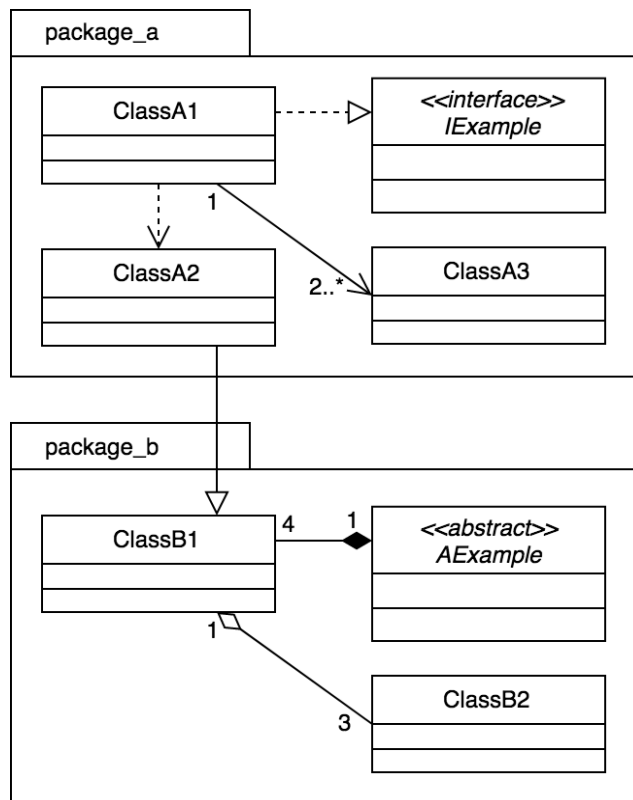 package_a
ClassA1
<<interface>>
IExample
1
ClassA2
ClassA3
2..*
package_b
ClassB1
4
1
<<abstract>>
AExample
1
ClassB2
3